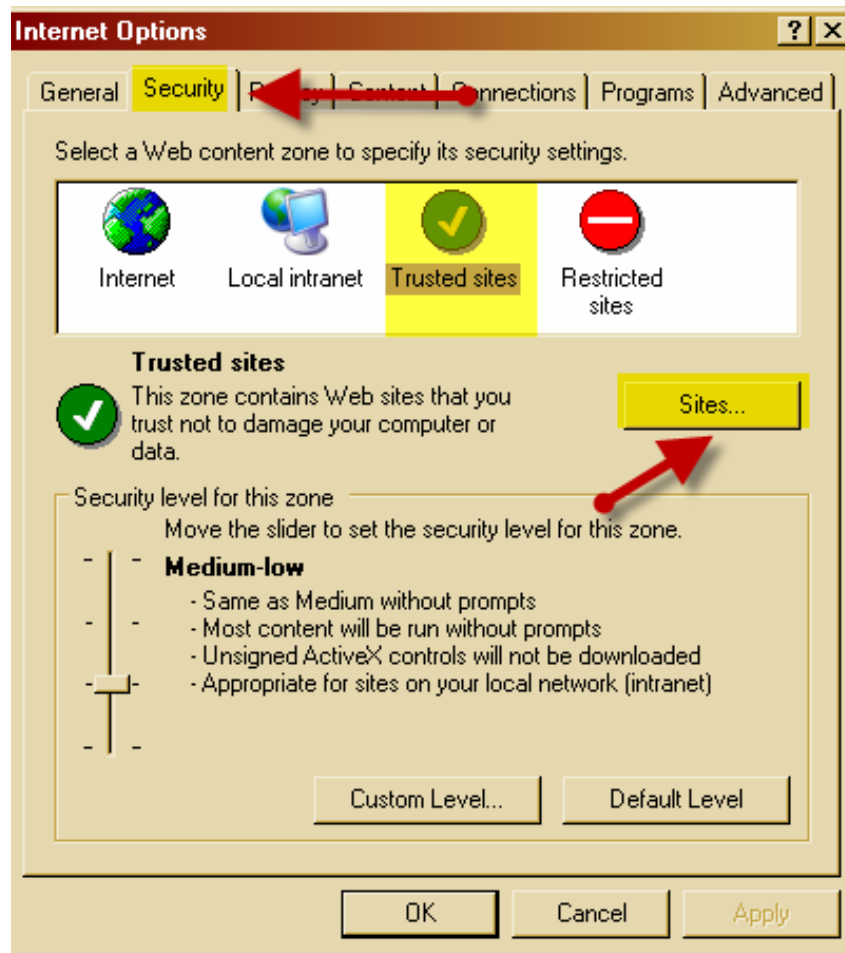 Internet Options ? X
General Security Connections Programs Advanced
Select a Web content zone to specify its security settings.
Internet Local intranet Trusted sites Restricted
sites
Trusted sites
This zone contains Web sites that you
trust not to damage your computer or
data.
Sites...
Security level for this zone
Move the slider to set the security level for this zone.
Medium-low
- Same as Medium without prompts
- Most content will be run without prompts
- Unsigned ActiveX controls will not be downloaded
- Appropriate for sites on your local network (intranet)
Custom Level... Default Level
OK Cancel Apply